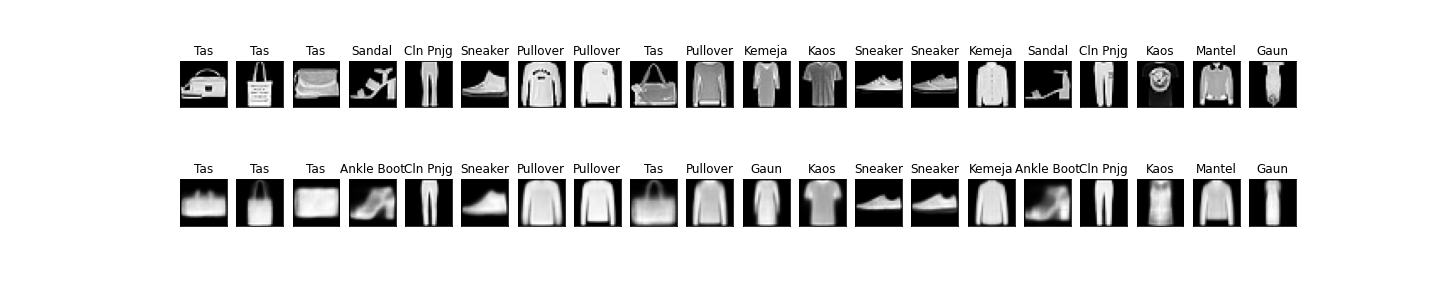 Tas Tas Tas Sandal Cln Pnjg Sneaker Pullover Pullover Tas Pullover Kemeja Kaos Sneaker Sneaker Kemeja Sandal Cln Pnjg Kaos Mantel Gaun
Tas Tas Tas Ankle Boot Cln Pnjg Sneaker Pullover Pullover Tas Pullover Gaun Kaos Sneaker Sneaker Kemeja Ankle Boot Cln Pnjg Kaos Mantel Gaun